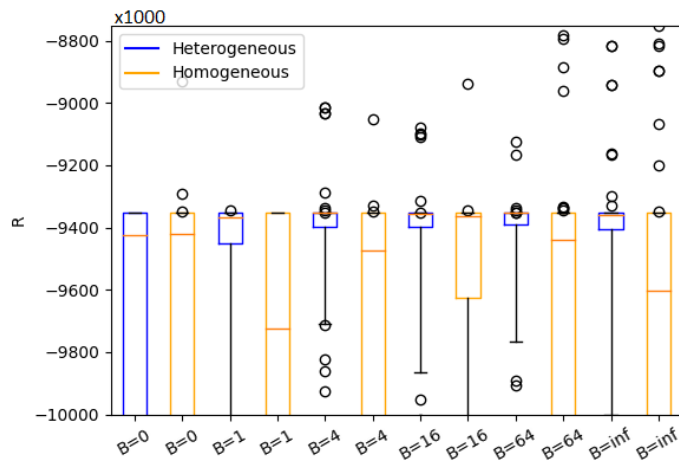 x1000
-8800
-9000
-9200
-9400
-9600
-9800
-10000
R
Heterogeneous
Homogeneous
B=0
B=0
B=1
B=1
B=4
B=4
B=16
B=16
B=64
B=64
B=inf
B=inf